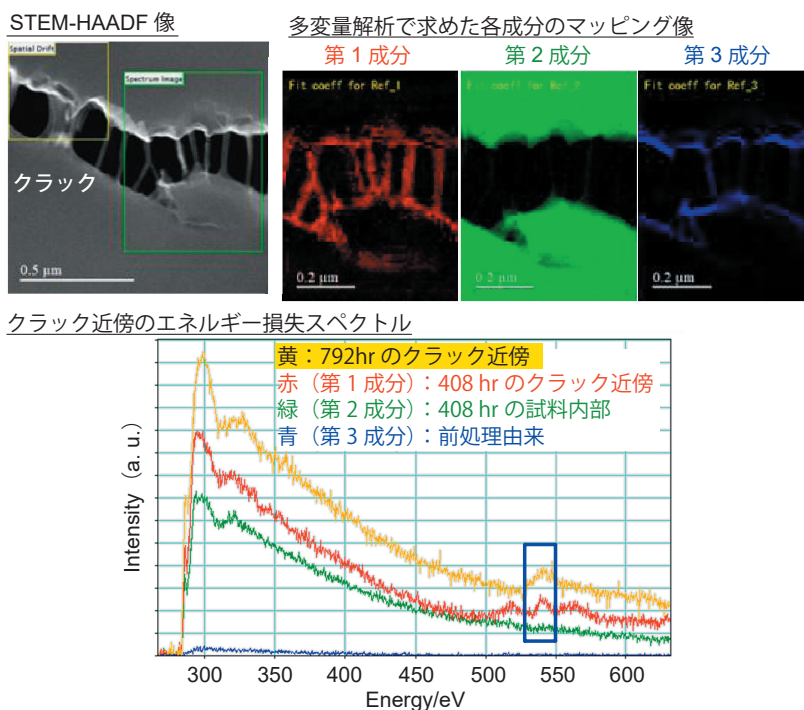 STEM-HAADF 像
多変量解析で求めた各成分のマッピング像
第 1 成分
第 2 成分
第 3 成分
Spatial Drift
Spectrum Image
クラック
0.5 μm
Fit coeff for Ref_1
0.2 μm
Fit coeff for Ref_2
0.2 μm
Fit coeff for Ref_3
0.2 μm
クラック近傍のエネルギー損失スペクトル
黄：792hr のクラック近傍
赤（第 1 成分）：408 hr のクラック近傍
緑（第 2 成分）：408 hr の試料内部
青（第 3 成分）：前処理由来
Intensity (a. u.)
300 350 400 450 500 550 600
Energy/eV